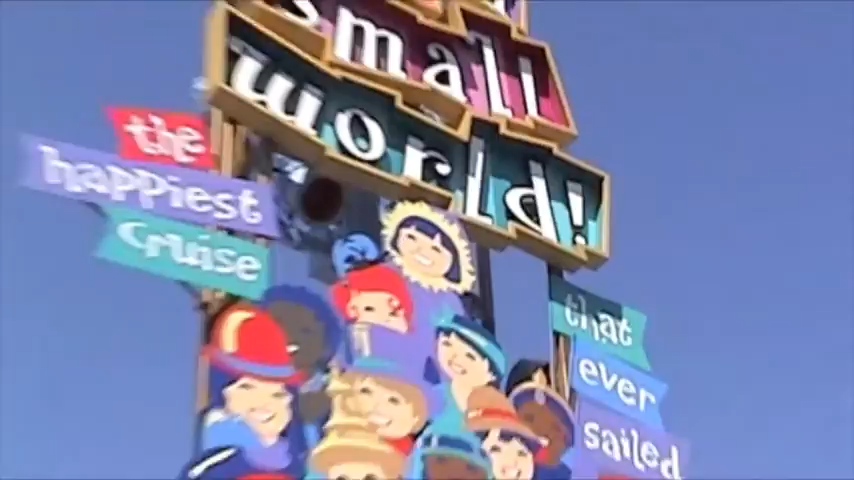 small
world!
the
happiest
cruise
that
ever
sailed